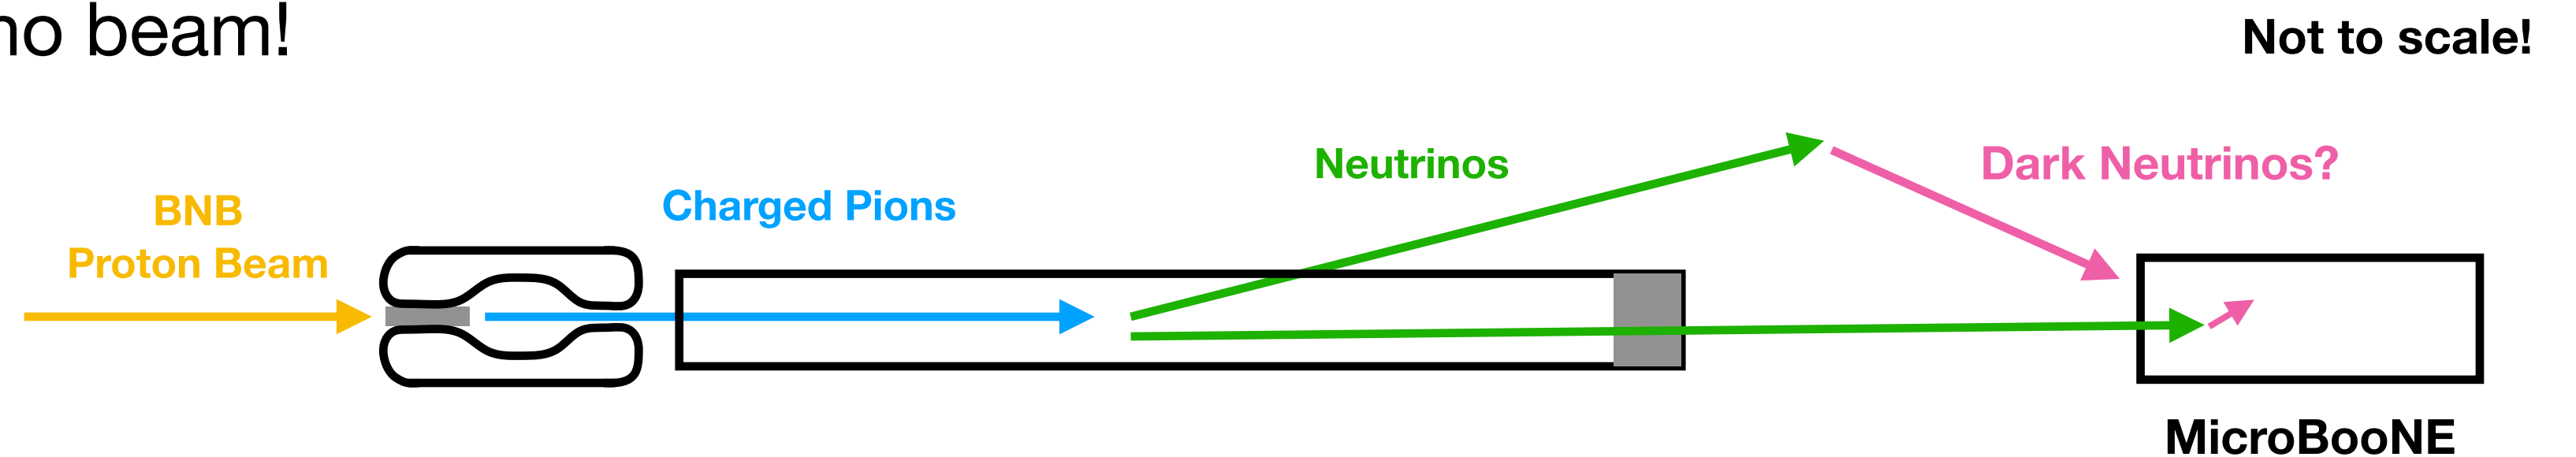 no beam!
Not to scale!
BNB
Proton Beam
Charged Pions
Neutrinos
Dark Neutrinos?
MicroBooNE